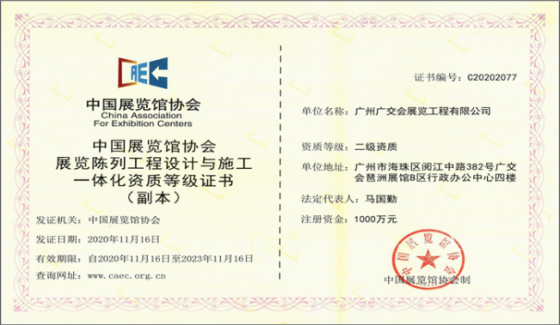 CAEC
中国展览馆协会
China Association
For Exhibition Centers
中国展览馆协会
展览陈列工程设计与施工
一体化资质等级证书
（副本）
发证机关：中国展览馆协会
发证日期：2020年11月16日
有效期限：自2020年11月16日至2023年11月16日
查询网址：www.caec.org.cn
证书编号：C20202077
单位名称：广州广交会展览工程有限公司
资质等级：二级资质
单位地址：广州市海珠区阅江中路382号广交
会琶洲展馆B区行政办公中心四楼
法定代表人：马国勤
注册资金：1000万元
中国展览馆协会
中国展览馆协会制